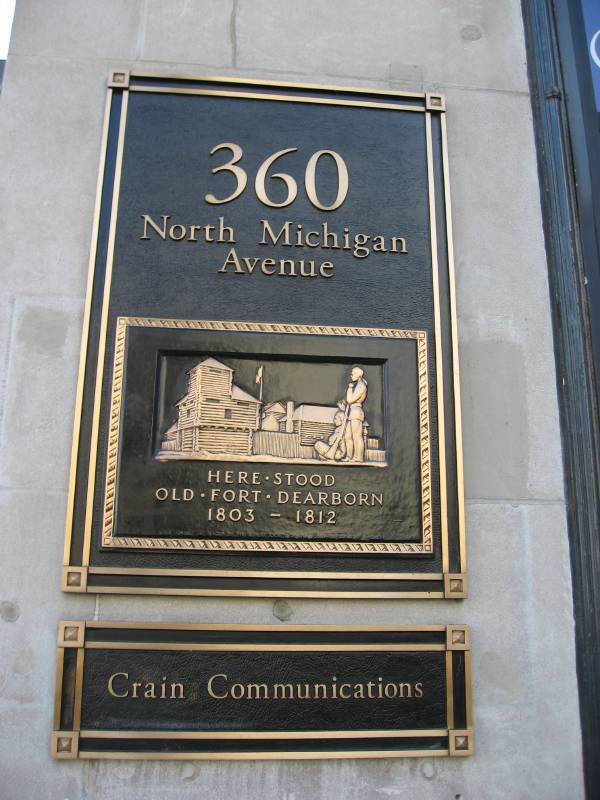 360
North Michigan
Avenue
HERE·STOOD
OLD·FORT·DEARBORN
1803 – 1812
Crain Communications